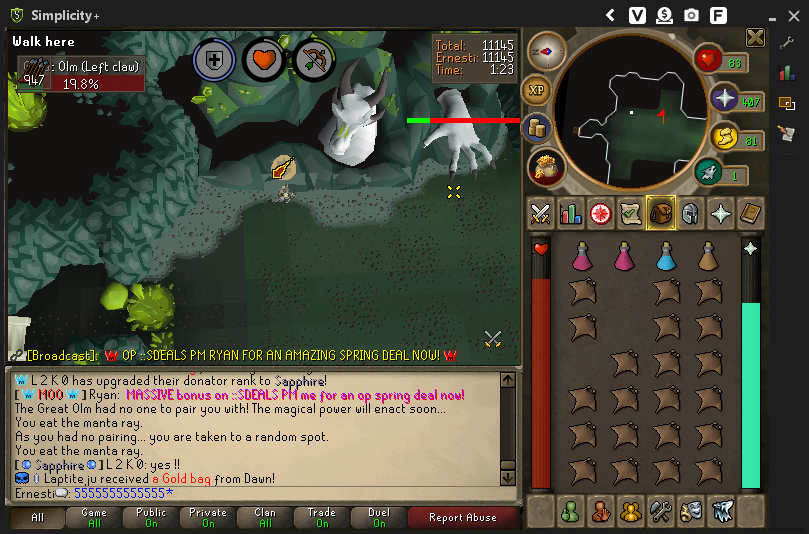 Simplicity+
V
F
Walk here
: Olm (Left claw)
947
19.8%
Total: 11145
Ernesti: 11145
Time: 1:23
XP
83
407
81
1
[Broadcast]: OP ::SDEALS PM RYAN FOR AN AMAZING SPRING DEAL NOW!
L 2 K 0 has upgraded their donator rank to Sapphire!
[ MOO ] Ryan: MASSIVE bonus on ::SDEALS PM me for an op spring deal now!
The Great Olm had no one to pair you with! The magical power will enact soon...
You eat the manta ray.
As you had no pairing... you are taken to a random spot.
You eat the manta ray.
[ Sapphire ] L 2 K 0: yes !!
Laptite.ju received a Gold bag from Dawn!
Ernesti: 5555555555555*
All
Game
All
Public
On
Private
On
Clan
All
Trade
On
Duel
On
Report Abuse